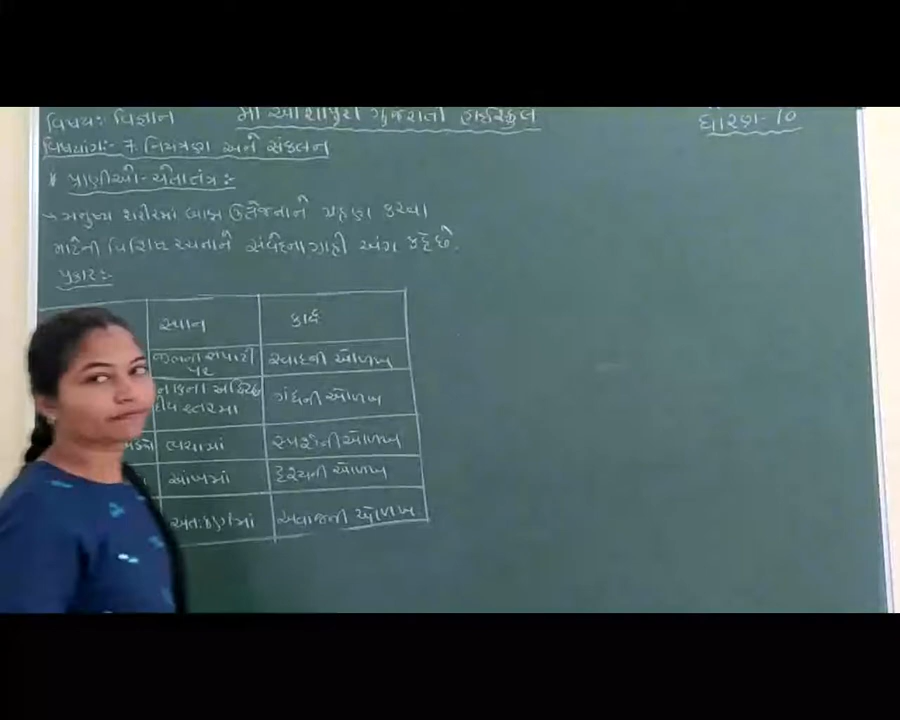 વિષય: વિજ્ઞાન મા આશાપુરા ગુજરાતી હાઈસ્કુલ ધોરણ-10
વિષયાંગ:- 7. નિયંત્રણ અને સંકલન
* પ્રાણીઓ-ચેતાતંત્ર :-
→ મનુષ્ય શરીરમાં બાહ્ય ઉત્તેજનાને ગ્રહણ કરવા
માટેની વિશિષ્ટ રચનાને સંવેદનાગ્રાહી અંગ કહે છે.
પ્રકાર:-
સ્થાન કાર્ય
જીભની સપાટી પર સ્વાદની ઓળખ
નાકના સ્તરમાં ગંધની ઓળખ
ત્વચામાં સ્પર્શની ઓળખ
આંખમાં દ્રશ્યની ઓળખ
અંત:કર્ણમાં અવાજની ઓળખ